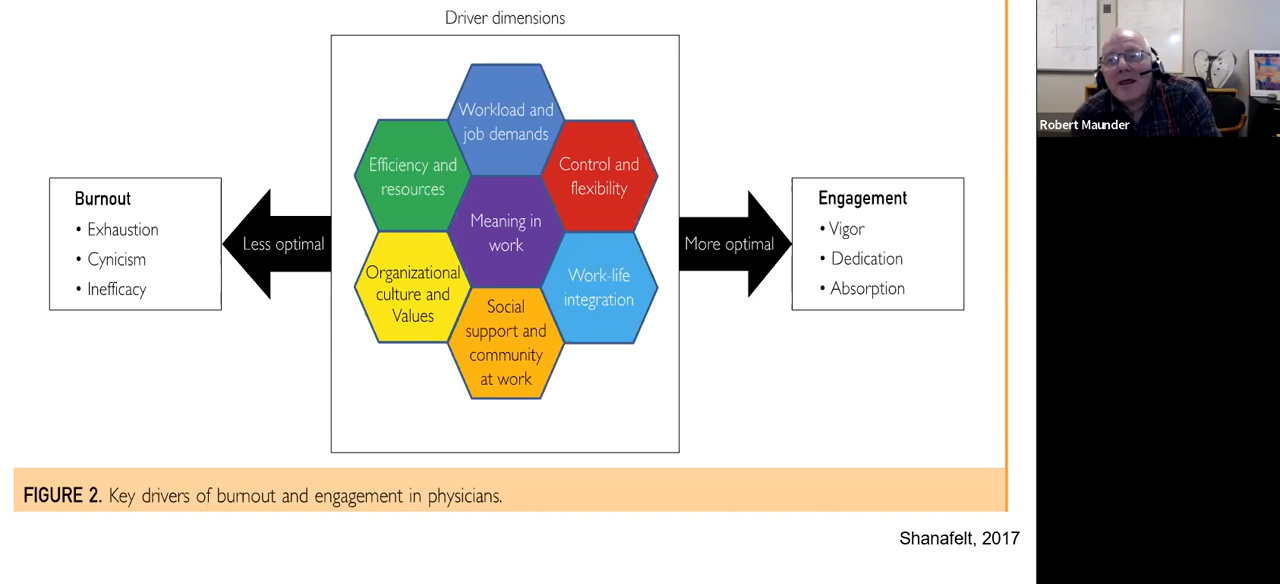 Driver dimensions
Workload and
job demands
Efficiency and
resources
Control and
flexibility
Meaning in
work
Organizational
culture and
Values
Work-life
integration
Social
support and
community
at work
Burnout
• Exhaustion
• Cynicism
• Inefficacy
Less optimal
More optimal
Engagement
• Vigor
• Dedication
• Absorption
FIGURE 2. Key drivers of burnout and engagement in physicians.
Shanafelt, 2017
Robert Maunder